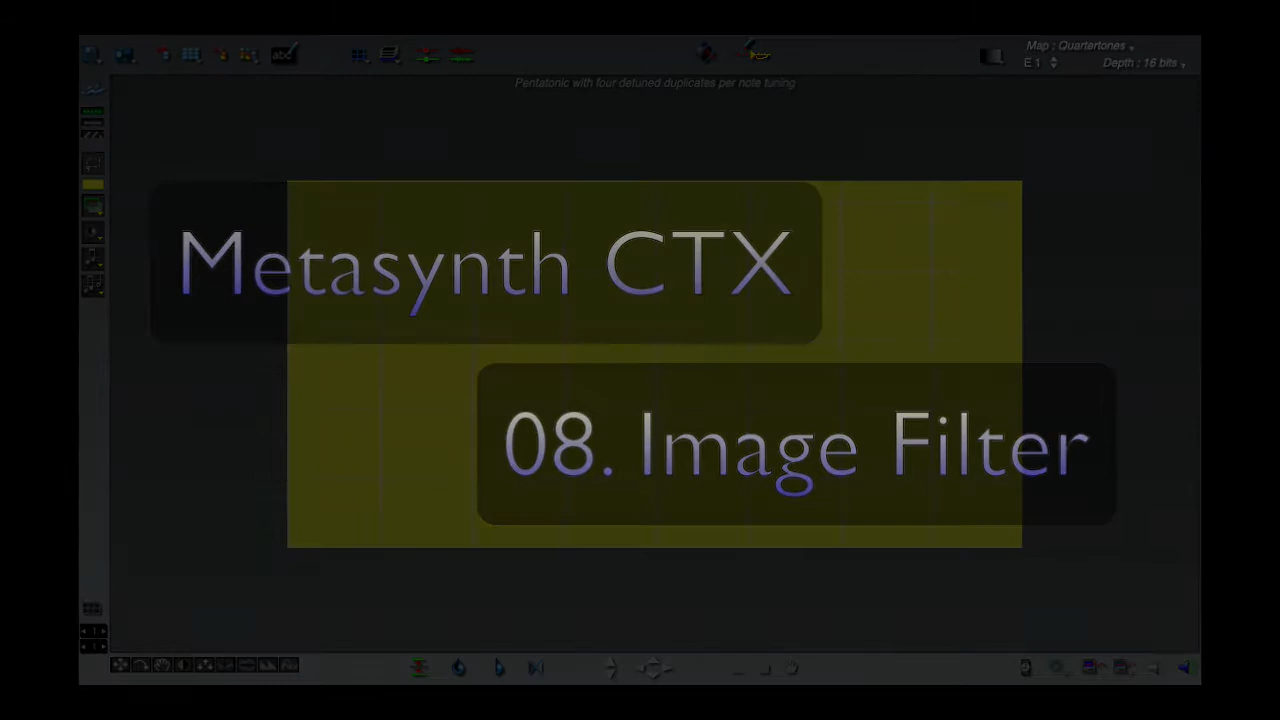 abc
Map : Quartertones
E 1
Depth : 16 bits
Pentatonic with four detuned duplicates per note tuning
Metasynth CTX
08. Image Filter